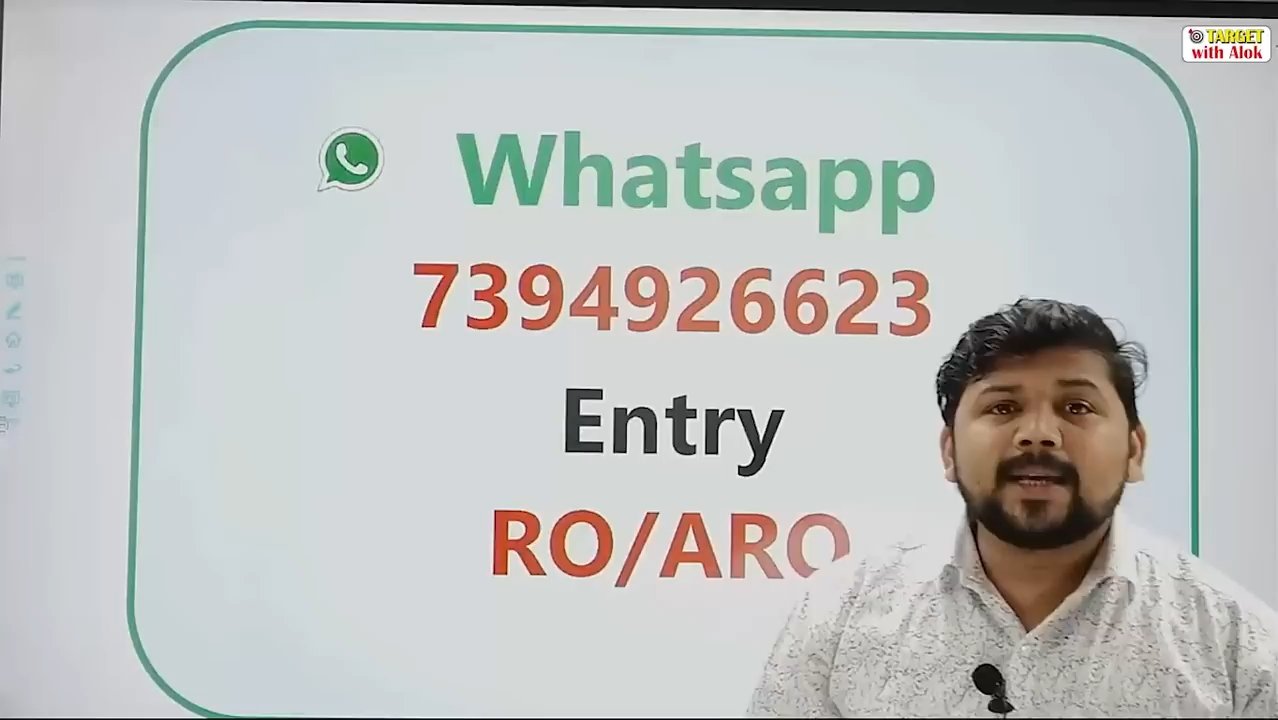 TARGET
with Alok
Whatsapp
7394926623
Entry
RO/ARO